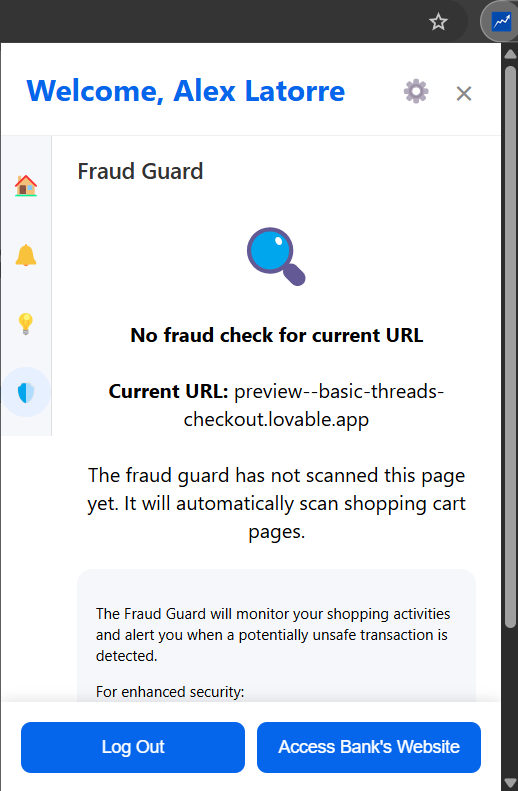 Welcome, Alex Latorre
Fraud Guard
No fraud check for current URL
Current URL: preview--basic-threads-
checkout.lovable.app
The fraud guard has not scanned this page
yet. It will automatically scan shopping cart
pages.
The Fraud Guard will monitor your shopping activities
and alert you when a potentially unsafe transaction is
detected.
For enhanced security:
Log Out
Access Bank's Website